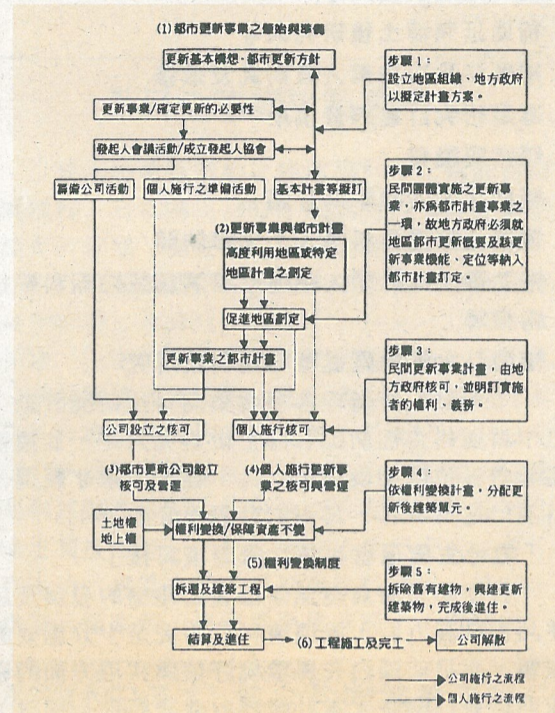 (1)都市更新事業之肇始與準備
更新基本構想、都市更新方針
步驟1：
設立地區組織、地方政府
以擬定計畫方案。
更新事業/確定更新的必要性
發起人會議活動/成立發起人協會
籌備公司活動
個人施行之準備活動
基本計畫等擬訂
步驟2：
民間團體實施之更新事
業，亦為都市計畫事業之
一環，故地方政府必須就
地區都市更新概要及該更
新事業機能、定位等納入
都市計畫訂定。
(2)更新事業與都市計畫
高度利用地區或特定
地區計畫之測定
促進地區劃定
更新事業之都市計畫
步驟3：
民間更新事業計畫，由地
方政府核可，並明訂實施
者的權利、義務。
公司設立之核可
個人施行核可
(3)都市更新公司設立
核可及營運
(4)個人施行更新事
業之核可與營運
步驟4：
依權利變換計畫，分配更
新後建築單元。
土地權
地上權
權利變換/保障資產不變
(5)權利變換制度
拆遷及建築工程
步驟5：
拆除舊有建物，興建更新
建築物，完成後進住。
結算及進住
(6)工程施工及完工
公司解散
公司施行之流程
個人施行之流程